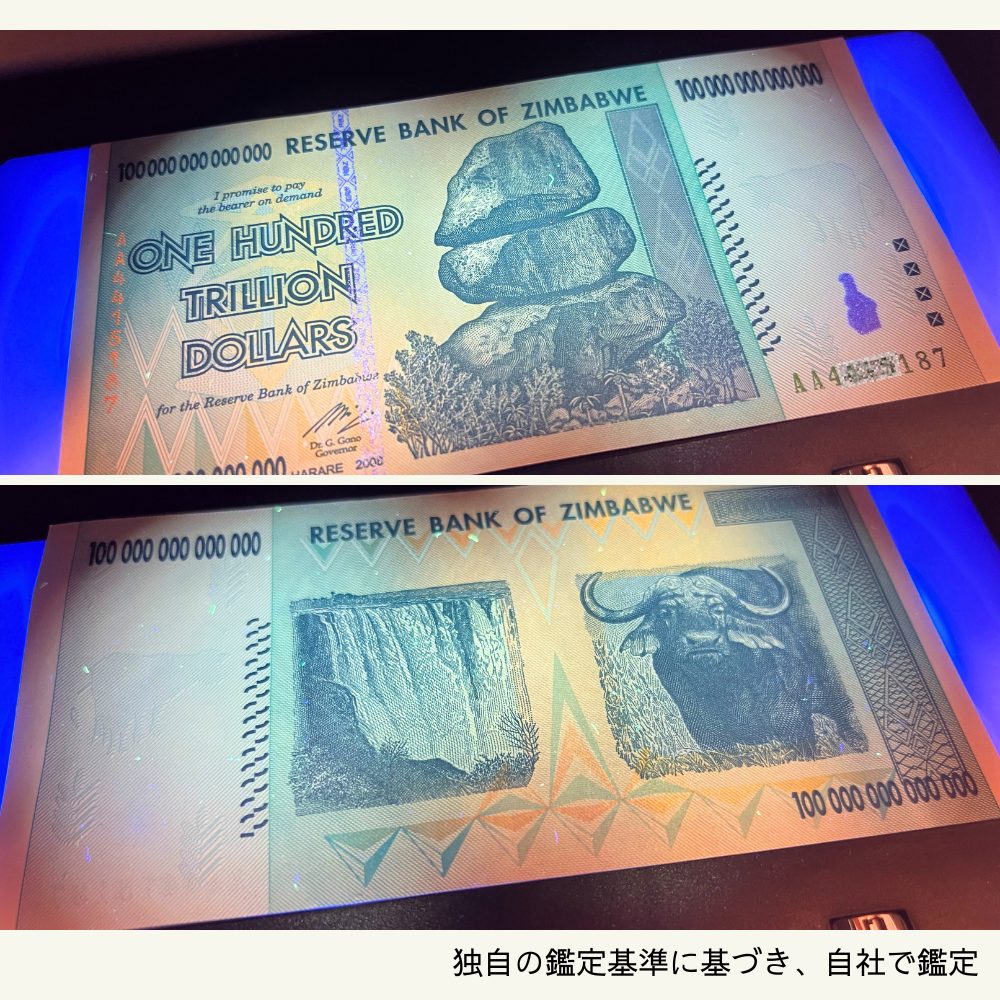 100 000 000 000 000
RESERVE BANK OF ZIMBABWE
100 000 000 000 000
I promise to pay
the bearer on demand
ONE HUNDRED
TRILLION
DOLLARS
for the Reserve Bank of Zimbabwe
Dr. G. Gono
Governor
HARARE 2008
AA4
187
100 000 000 000 000
RESERVE BANK OF ZIMBABWE
100 000 000 000 000
独自の鑑定基準に基づき、自社で鑑定